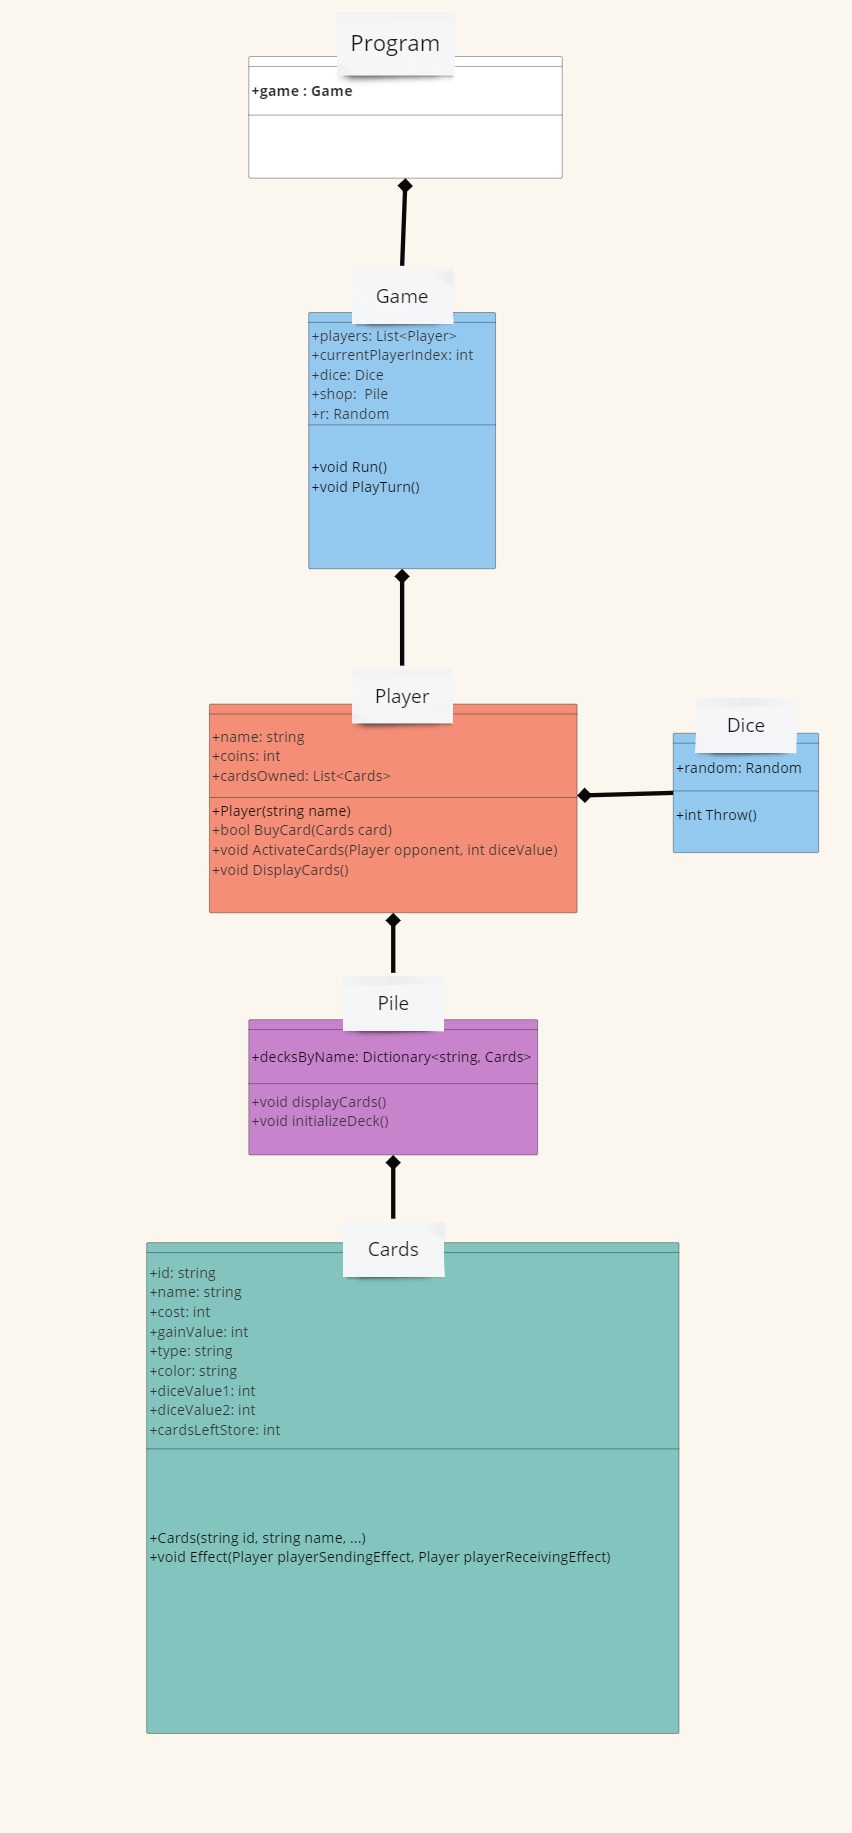 Program
+game : Game
Game
+players: List<Player>
+currentPlayerIndex: int
+dice: Dice
+shop:  Pile
+r: Random
+void Run()
+void PlayTurn()
Player
+name: string
+coins: int
+cardsOwned: List<Cards>
+Player(string name)
+bool BuyCard(Cards card)
+void ActivateCards(Player opponent, int diceValue)
+void DisplayCards()
Dice
+random: Random
+int Throw()
Pile
+decksByName: Dictionary<string, Cards>
+void displayCards()
+void initializeDeck()
Cards
+id: string
+name: string
+cost: int
+gainValue: int
+type: string
+color: string
+diceValue1: int
+diceValue2: int
+cardsLeftStore: int
+Cards(string id, string name, ...)
+void Effect(Player playerSendingEffect, Player playerReceivingEffect)